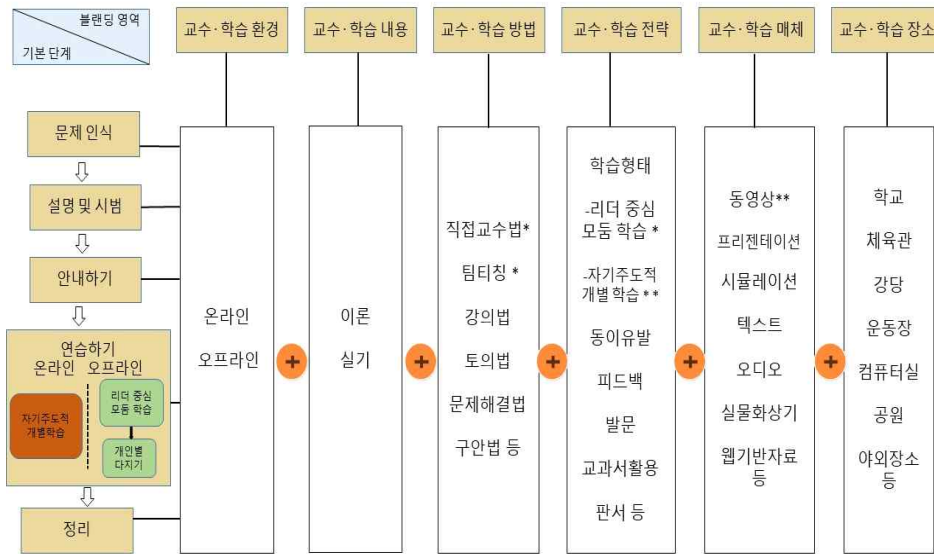 블랜딩 영역
기본 단계
교수·학습 환경
교수·학습 내용
교수·학습 방법
교수·학습 전략
교수·학습 매체
교수·학습 장소
문제 인식
설명 및 시범
안내하기
연습하기
온라인 오프라인
자기주도적
개별학습
리더 중심
모둠 학습
개인별
다지기
정리
온라인
오프라인
+
이론
실기
+
직접교수법*
팀티칭 *
강의법
토의법
문제해결법
구안법 등
+
학습형태
-리더 중심
모둠 학습 *
-자기주도적
개별학습 **
동이유발
피드백
발문
교과서활용
판서 등
+
동영상**
프리젠테이션
시뮬레이션
텍스트
오디오
실물화상기
웹기반자료
등
+
학교
체육관
강당
운동장
컴퓨터실
공원
야외장소
등